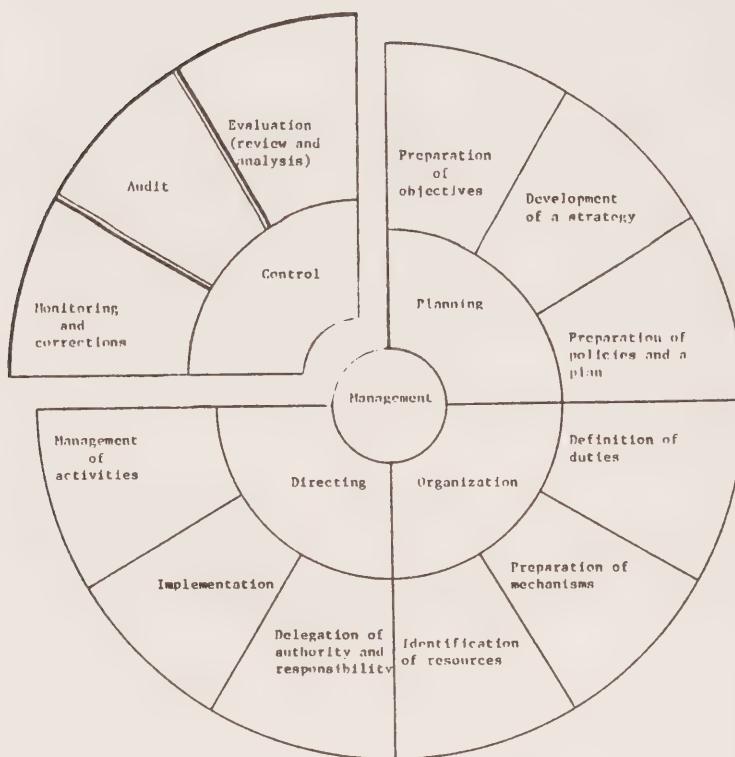 Evaluation
(review and
analysis)
Audit
Control
Monitoring
and
corrections
Preparation
of
objectives
Development
of a strategy
Planning
Preparation of
policies and a
plan
Management
Definition of
duties
Organization
Preparation of
mechanisms
Identification
of resources
Directing
Delegation of
authority and
responsibility
Implementation
Management
of
activities